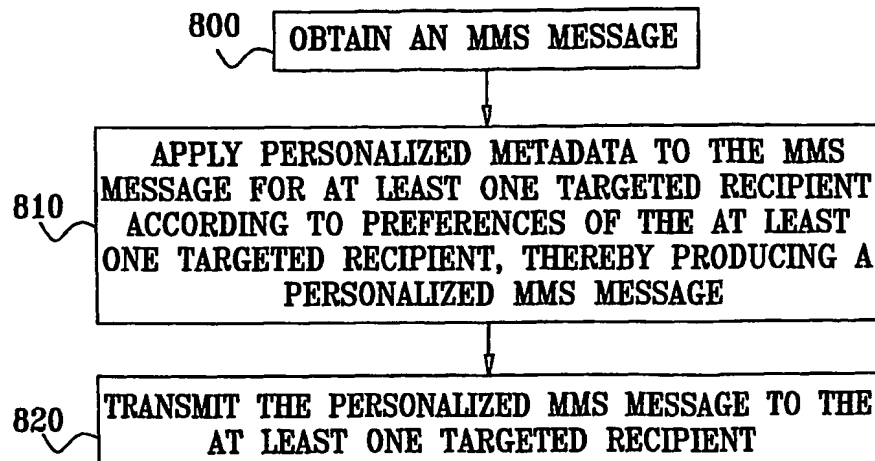 800
OBTAIN AN MMS MESSAGE
810
APPLY PERSONALIZED METADATA TO THE MMS
MESSAGE FOR AT LEAST ONE TARGETED RECIPIENT
ACCORDING TO PREFERENCES OF THE AT LEAST
ONE TARGETED RECIPIENT, THEREBY PRODUCING A
PERSONALIZED MMS MESSAGE
820
TRANSMIT THE PERSONALIZED MMS MESSAGE TO THE
AT LEAST ONE TARGETED RECIPIENT